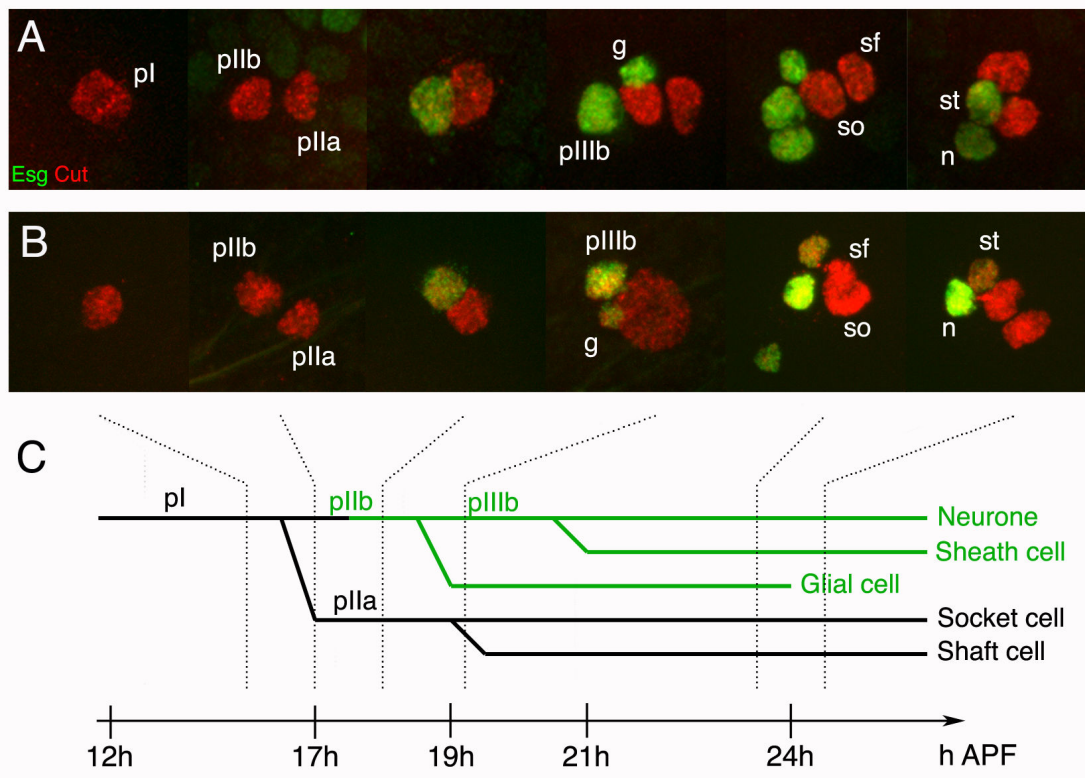 A
pI
pIIb
pIIa
g
pIIIb
sf
so
st
n
Esg Cut
B
pIIb
pIIa
pIIIb
g
sf
so
st
n
C
pI
pIIb
pIIIb
Neurone
Sheath cell
Glial cell
pIIa
Socket cell
Shaft cell
12h 17h 19h 21h 24h h APF